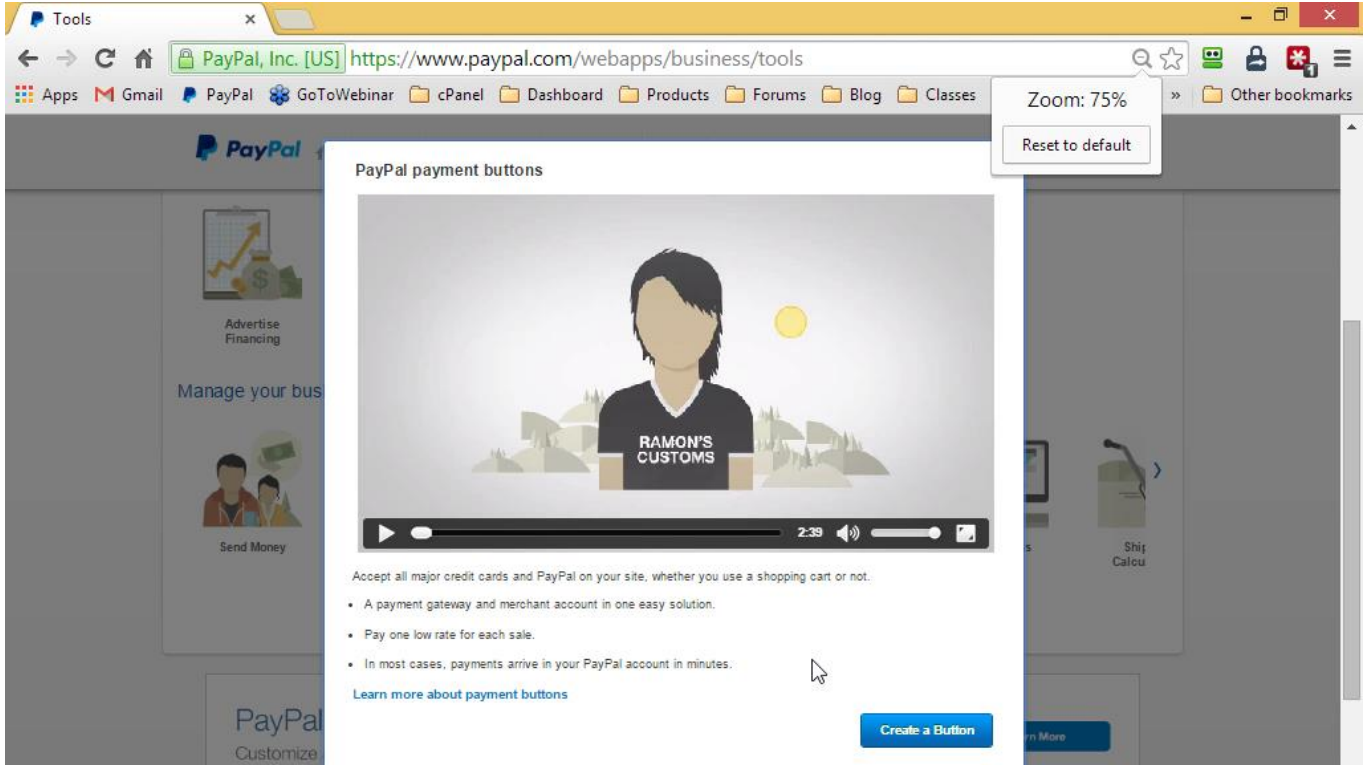 Tools
PayPal, Inc. [US] https://www.paypal.com/webapps/business/tools
Apps Gmail PayPal GoToWebinar cPanel Dashboard Products Forums Blog Classes » Other bookmarks
1
Zoom: 75%
Reset to default
PayPal
PayPal payment buttons
Advertise
Financing
Manage your bus
RAMON'S
CUSTOMS
2:39
Send Money
s
Ship
Calcu
Accept all major credit cards and PayPal on your site, whether you use a shopping cart or not.
• A payment gateway and merchant account in one easy solution.
• Pay one low rate for each sale.
• In most cases, payments arrive in your PayPal account in minutes.
Learn more about payment buttons
Create a Button
PayPal
Customize
rn More